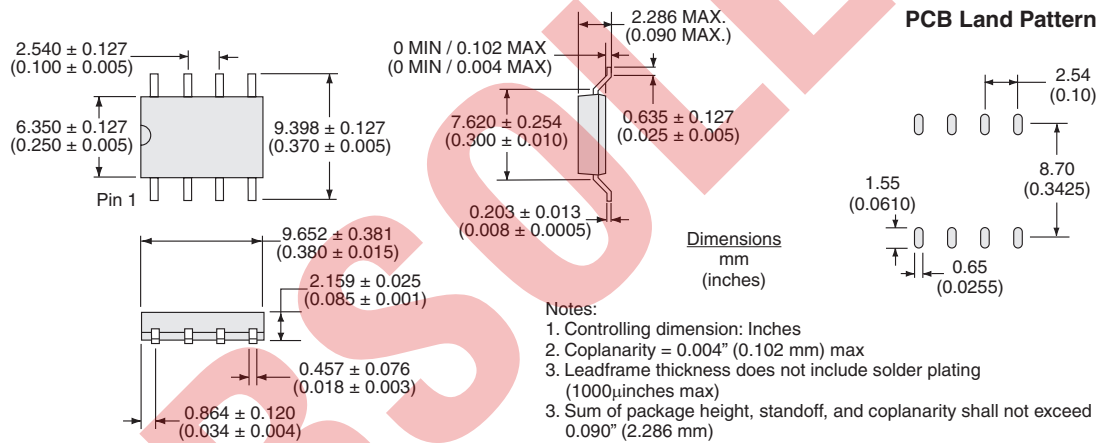 PCB Land Pattern
2.540 ± 0.127
(0.100 ± 0.005)
6.350 ± 0.127
(0.250 ± 0.005)
9.398 ± 0.127
(0.370 ± 0.005)
Pin 1
2.286 MAX.
(0.090 MAX.)
0 MIN / 0.102 MAX
(0 MIN / 0.004 MAX)
7.620 ± 0.254
(0.300 ± 0.010)
0.635 ± 0.127
(0.025 ± 0.005)
0.203 ± 0.013
(0.008 ± 0.0005)
2.54
(0.10)
8.70
(0.3425)
1.55
(0.0610)
0.65
(0.0255)
9.652 ± 0.381
(0.380 ± 0.015)
2.159 ± 0.025
(0.085 ± 0.001)
0.457 ± 0.076
(0.018 ± 0.003)
0.864 ± 0.120
(0.034 ± 0.004)
Dimensions
mm
(inches)
Notes:
1. Controlling dimension: Inches
2. Coplanarity = 0.004" (0.102 mm) max
3. Leadframe thickness does not include solder plating
(1000μinches max)
3. Sum of package height, standoff, and coplanarity shall not exceed
0.090" (2.286 mm)